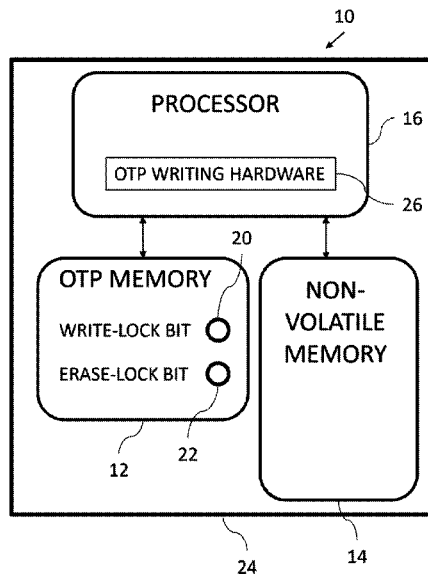 10
PROCESSOR
16
OTP WRITING HARDWARE
26
OTP MEMORY
20
WRITE-LOCK BIT
ERASE-LOCK BIT
22
12
NON-
VOLATILE
MEMORY
14
24